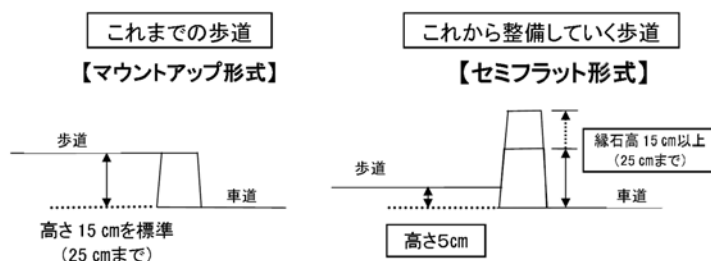 これまでの歩道
【マウントアップ形式】
歩道
車道
高さ 15 ㎝を標準
(25 ㎝まで)
これから整備していく歩道
【セミフラット形式】
歩道
縁石高 15 ㎝以上
(25 ㎝まで)
車道
高さ5㎝